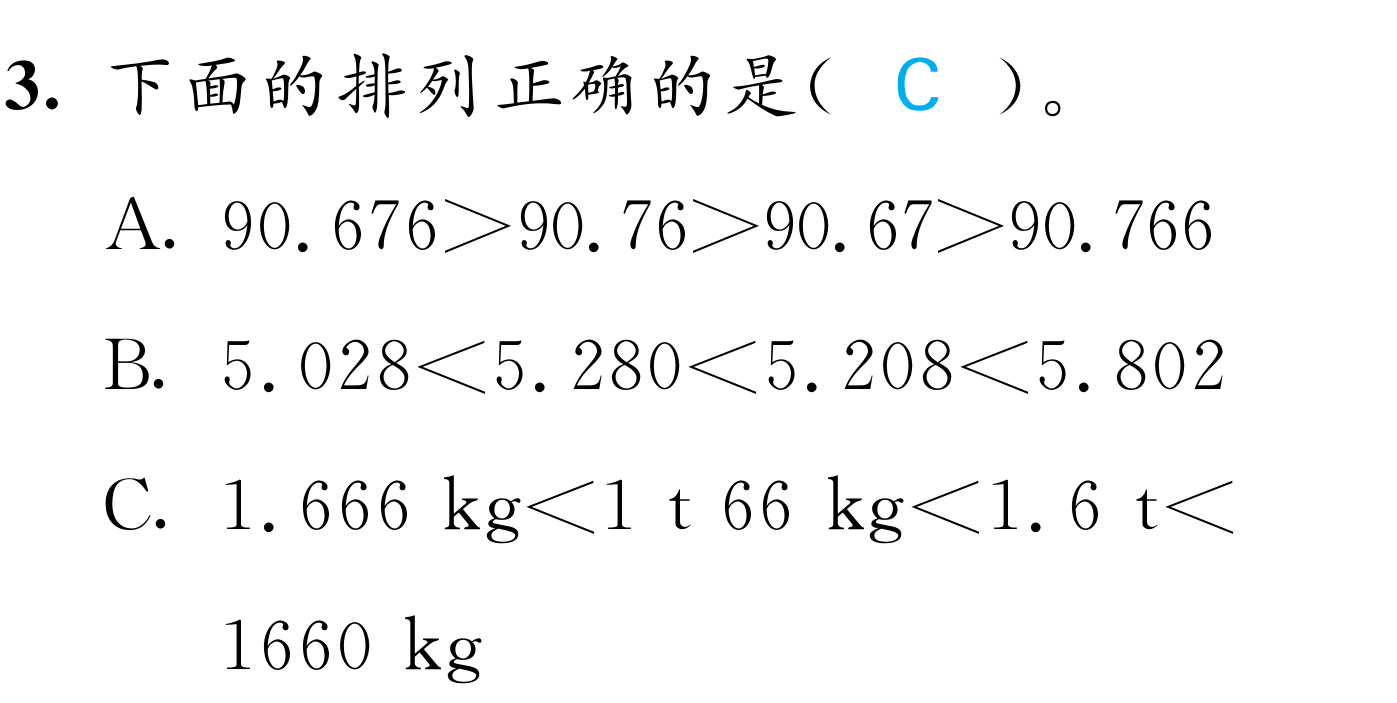 3. 下面的排列正确的是( C )。
A. 90.676>90.76>90.67>90.766
B. 5.028<5.280<5.208<5.802
C. 1.666 kg<1 t 66 kg<1.6 t<
1660 kg